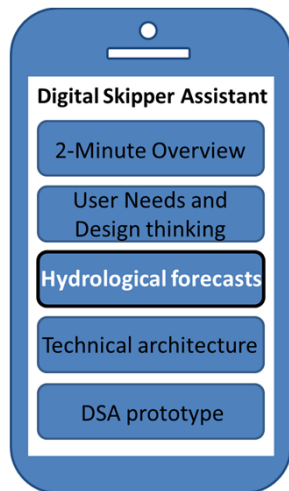 Digital Skipper Assistant
2-Minute Overview
User Needs and
Design thinking
Hydrological forecasts
Technical architecture
DSA prototype